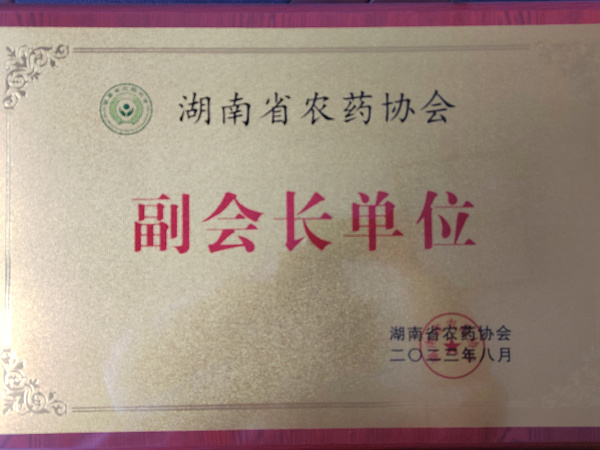 湖南省农药协会
副会长单位
湖南省农药协会
二〇二三年八月